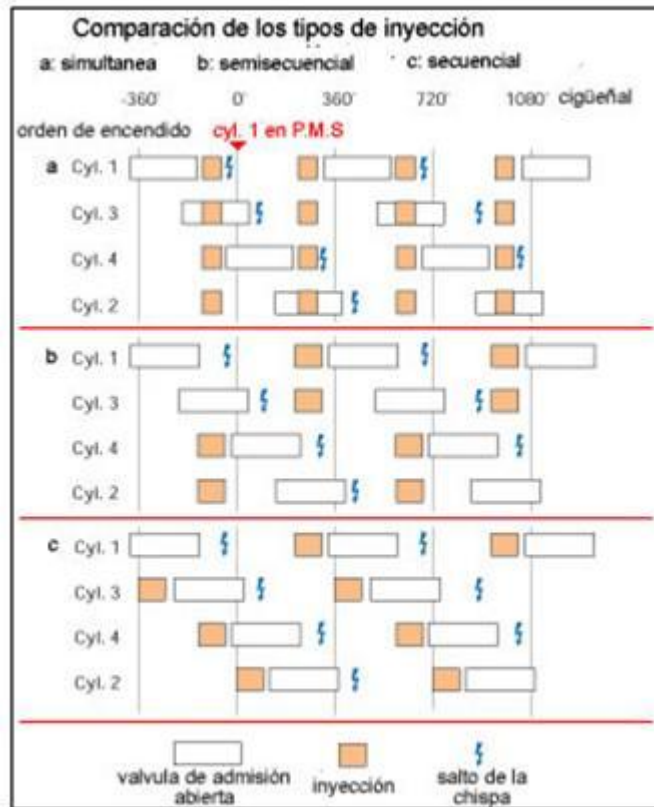 Comparación de los tipos de inyección
a: simultanea b: semisecuencial c: secuencial
-360° 0° 360° 720° 1080° cigüeñal
orden de encendido cyl. 1 en P.M.S
a Cyl. 1
Cyl. 3
Cyl. 4
Cyl. 2
b Cyl. 1
Cyl. 3
Cyl. 4
Cyl. 2
c Cyl. 1
Cyl. 3
Cyl. 4
Cyl. 2
valvula de admisión abierta
inyección
salto de la chispa